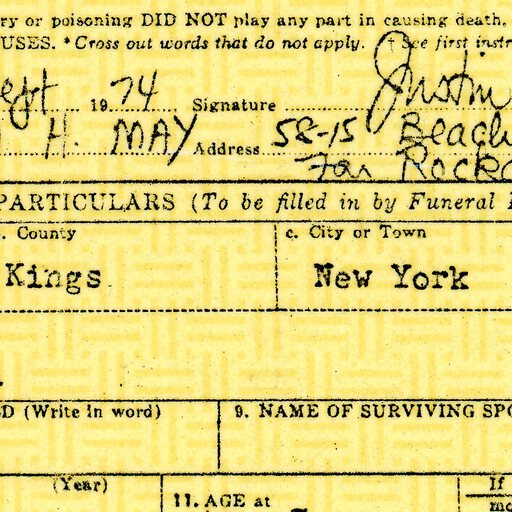 ry or poisoning DID NOT play any part in causing death,
USES. *Cross out words that do not apply. † See first instr
ept 19 74 Signature Justin
H. MAY Address 58-15 Beach
Far Rocka
PARTICULARS (To be filled in by Funeral
. County c. City or Town
Kings New York
D (Write in word) 9. NAME OF SURVIVING SPO
(Year) 11. AGE at If
mo